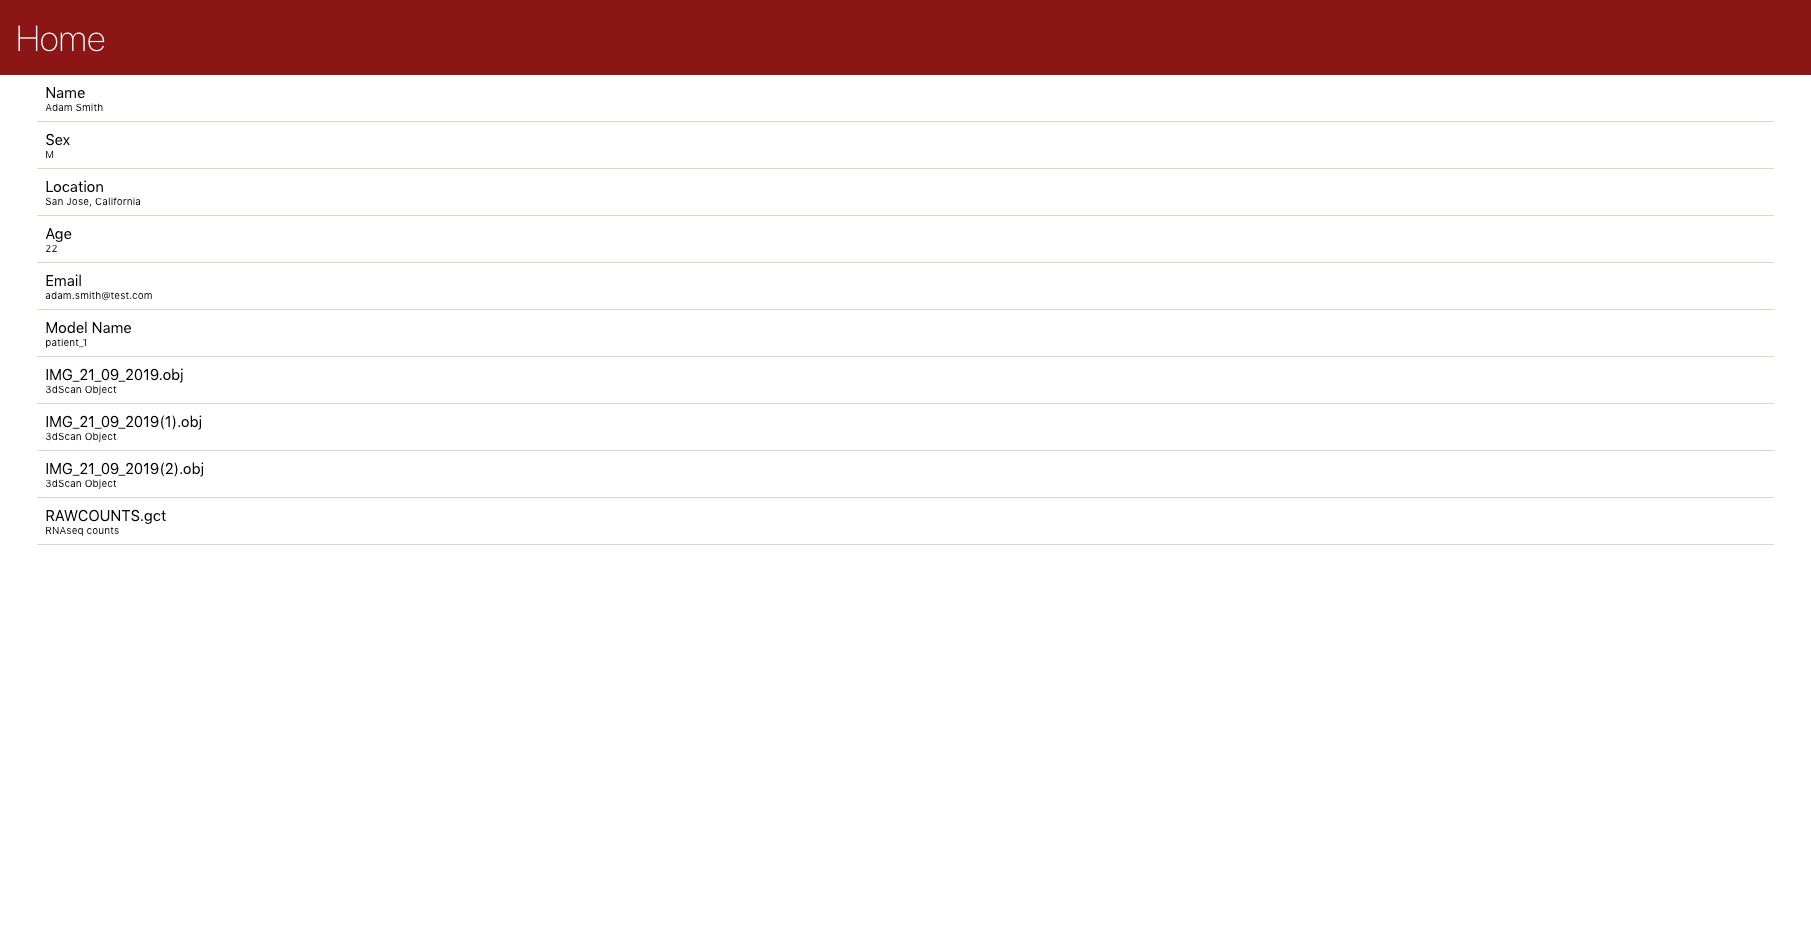 Home
Name
Adam Smith
Sex
M
Location
San Jose, California
Age
22
Email
adam.smith@test.com
Model Name
patient_1
IMG_21_09_2019.obj
3dScan Object
IMG_21_09_2019(1).obj
3dScan Object
IMG_21_09_2019(2).obj
3dScan Object
RAWCOUNTS.gct
RNAseq counts